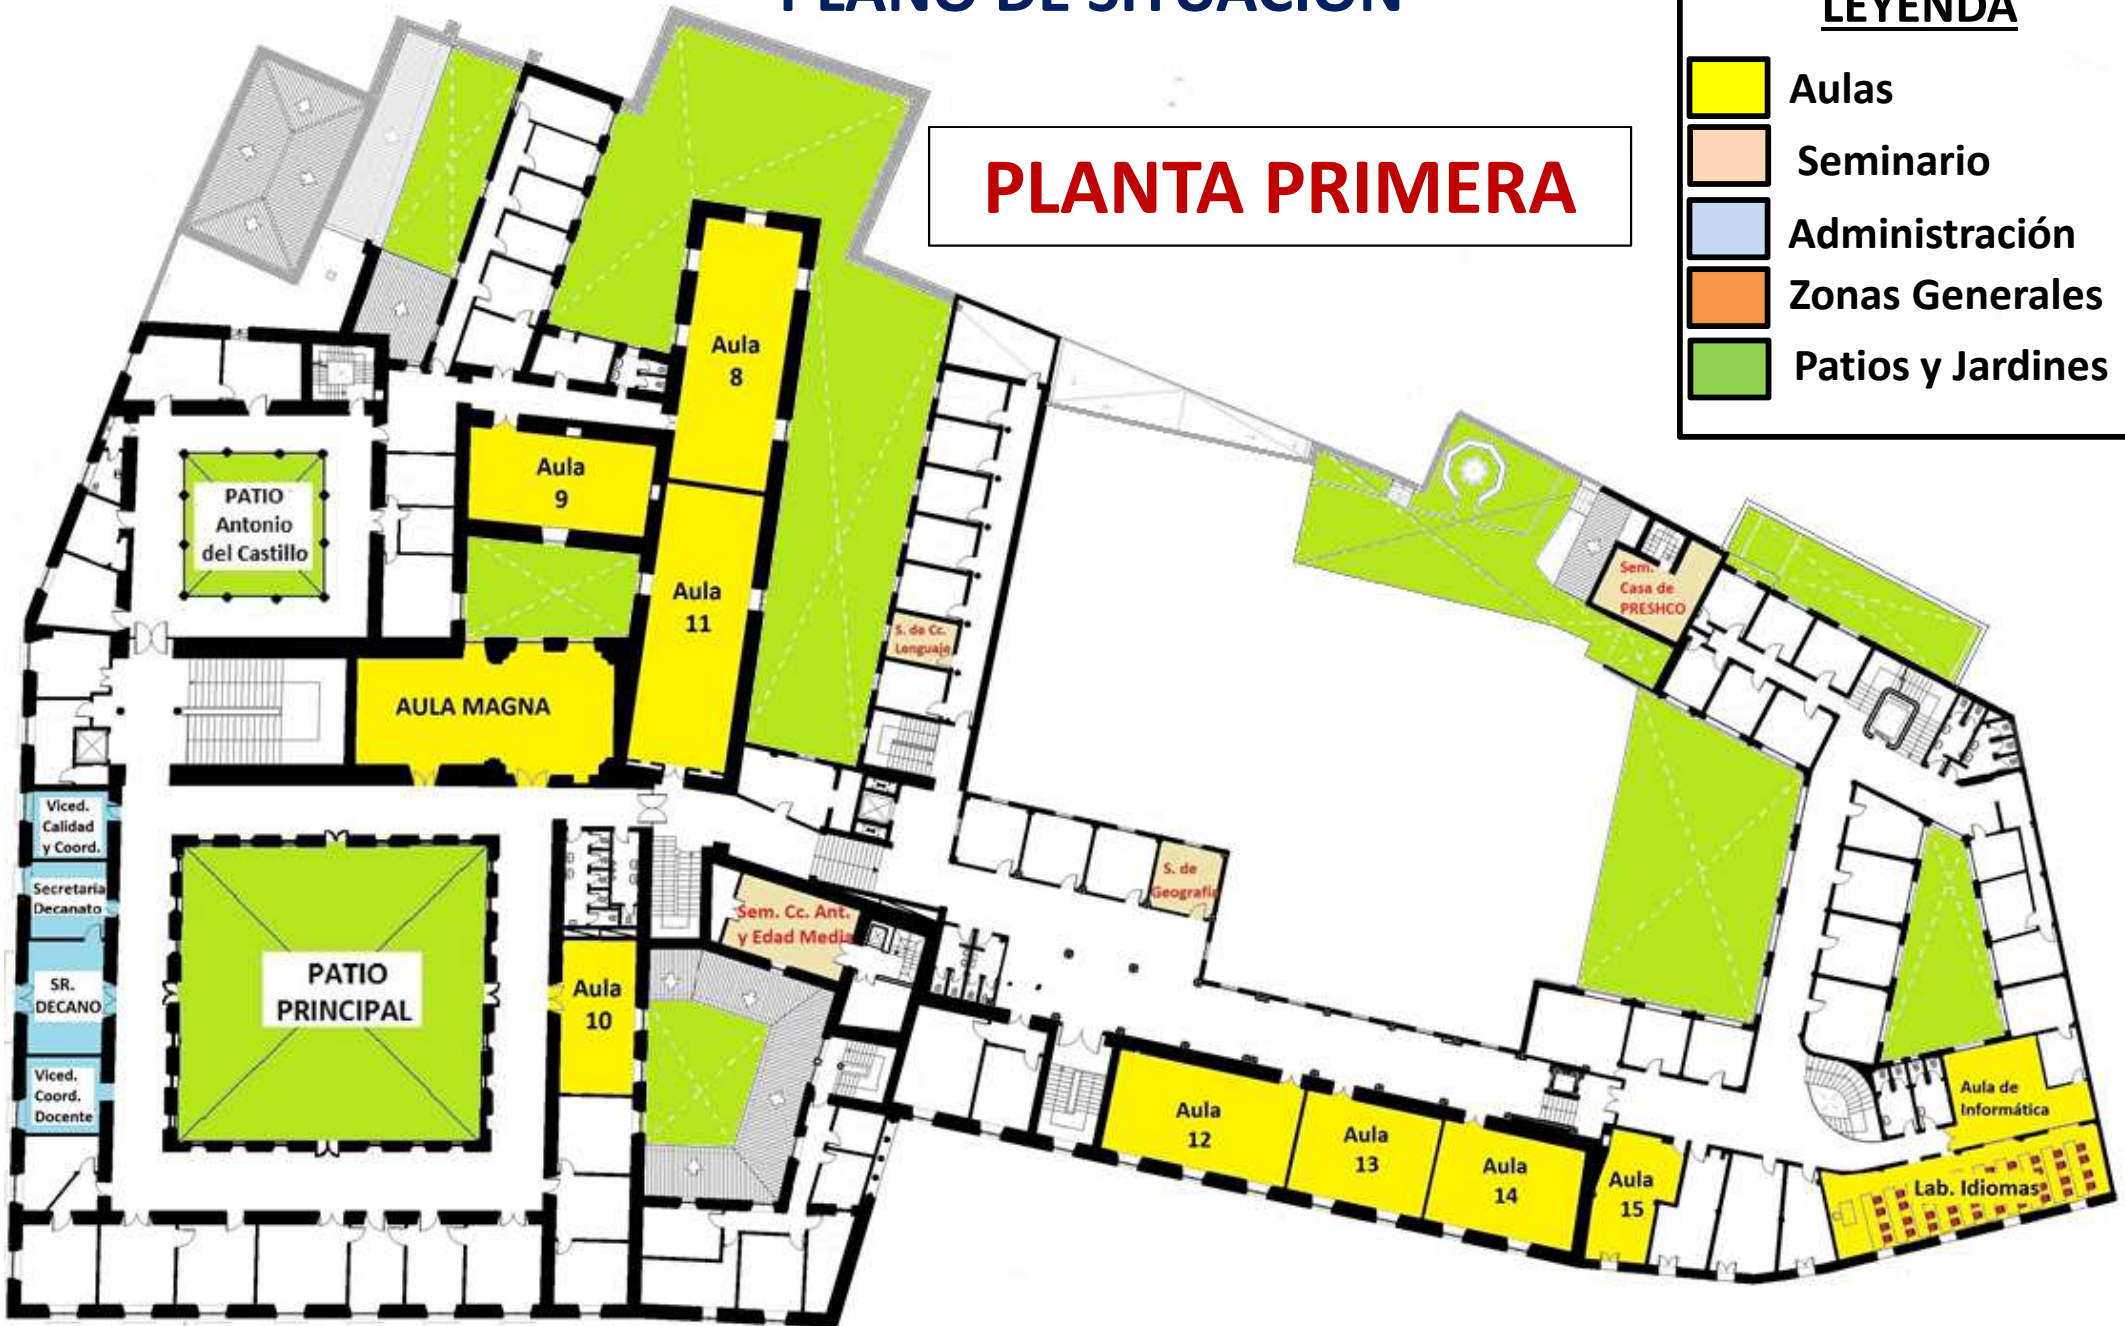 PLANO DE SITUACIÓN
LEYENDA
Aulas
Seminario
Administración
Zonas Generales
Patios y Jardines
PLANTA PRIMERA
Aula
8
Aula
9
PATIO
Antonio
del Castillo
Aula
11
AULA MAGNA
S. de Cc.
Lenguaje
Sem.
Casa de
PRESHCO
Viced.
Calidad
y Coord.
Secretaria
Decanato
SR.
DECANO
Viced.
Coord.
Docente
PATIO
PRINCIPAL
Aula
10
Sem. Cc. Ant.
y Edad Media
S. de
Geografía
Aula
12
Aula
13
Aula
14
Aula
15
Aula de
Informática
Lab. Idiomas